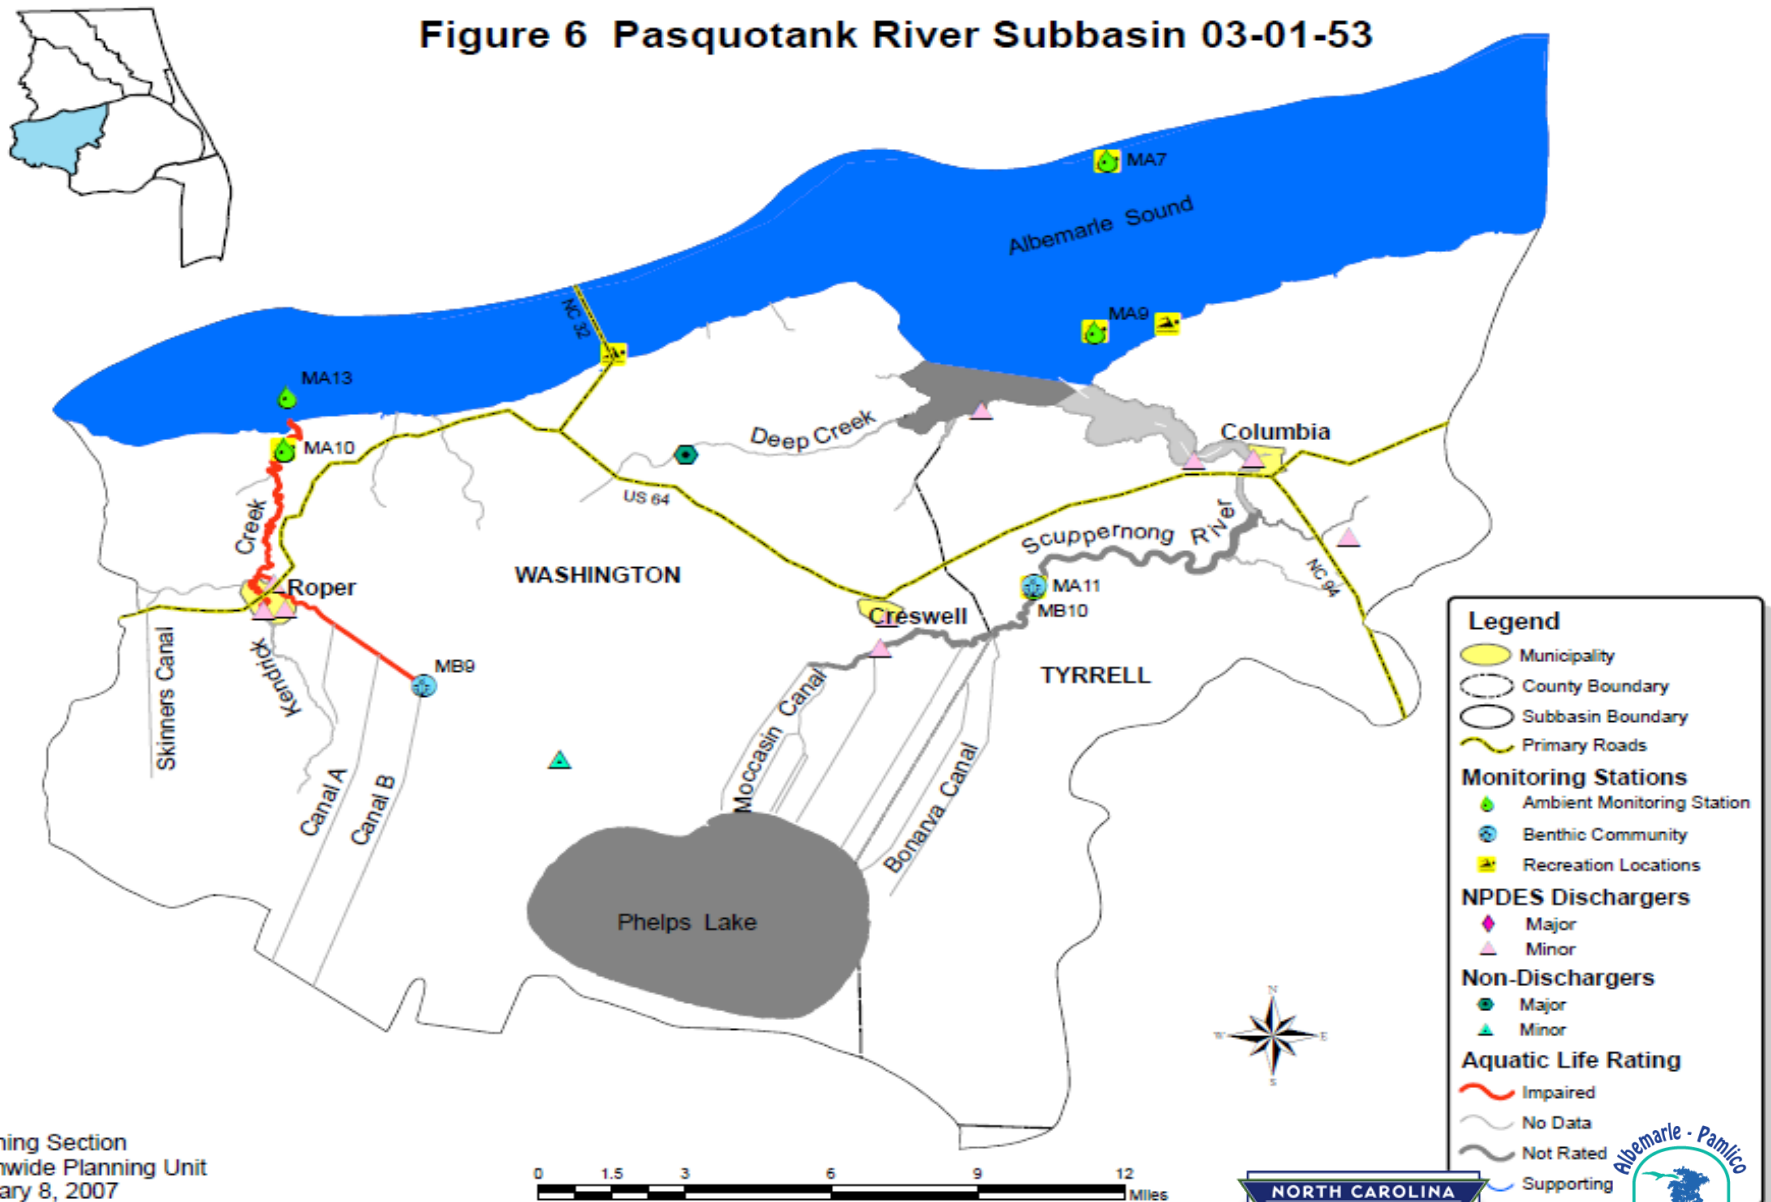 Figure 6 Pasquotank River Subbasin 03-01-53
MA7
Albemarle Sound
NC 32
MA9
MA13
MA10
Deep Creek
Columbia
US 64
Creek
Scuppernong River
WASHINGTON
Roper
MA11
MB10
NC 94
Creswell
Skinners Canal
Kendrick
MB9
TYRRELL
Moccasin Canal
Canal A
Canal B
Bonarva Canal
Phelps Lake
Legend
Municipality
County Boundary
Subbasin Boundary
Primary Roads
Monitoring Stations
Ambient Monitoring Station
Benthic Community
Recreation Locations
NPDES Dischargers
Major
Minor
Non-Dischargers
Major
Minor
Aquatic Life Rating
Impaired
No Data
Not Rated
Supporting
N
W E
S
ning Section
nwide Planning Unit
ary 8, 2007
0 1.5 3 6 9 12
Miles
NORTH CAROLINA
Albemarle - Pamlico